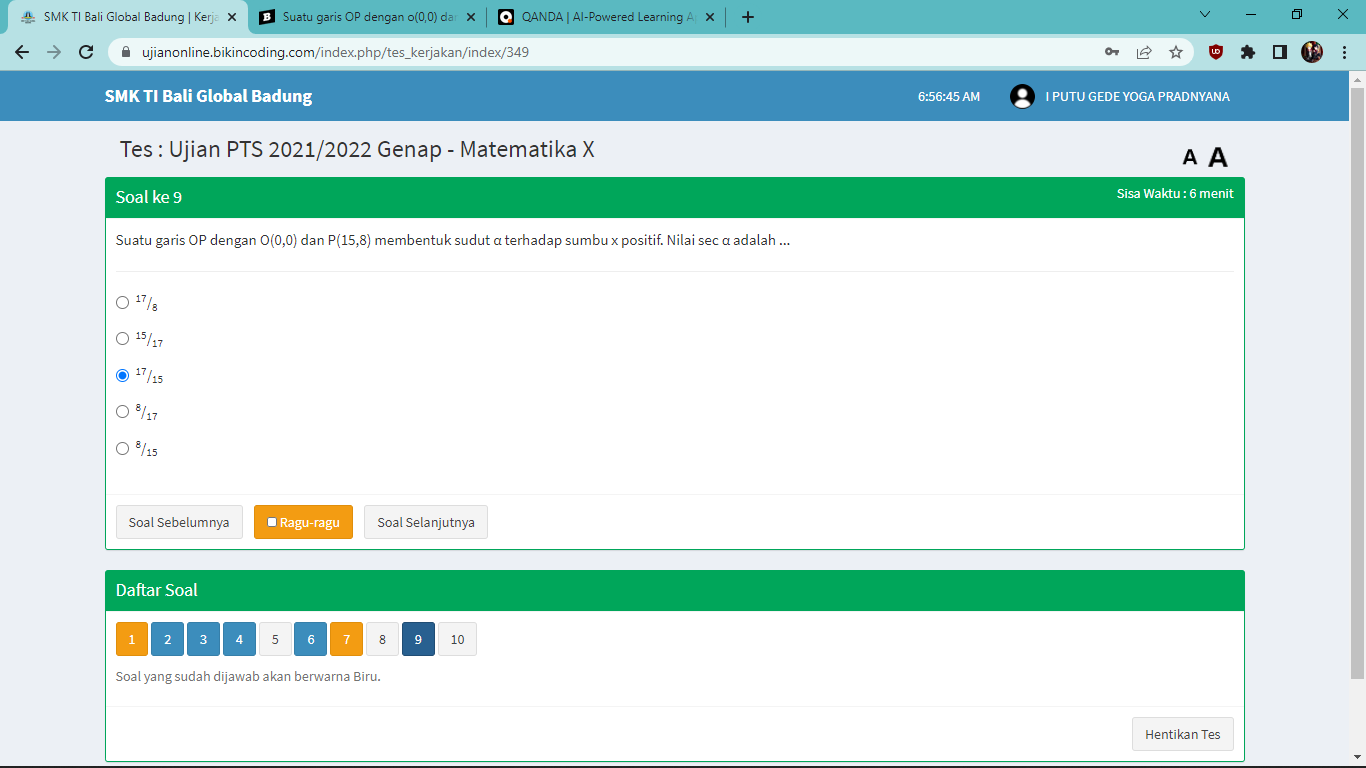 SMK TI Bali Global Badung | Kerja
Suatu garis OP dengan o(0,0) dan
QANDA | AI-Powered Learning A
ujianonline.bikincoding.com/index.php/tes_kerjakan/index/349
SMK TI Bali Global Badung
6:56:45 AM
I PUTU GEDE YOGA PRADNYANA
Tes : Ujian PTS 2021/2022 Genap - Matematika X
A A
Soal ke 9
Sisa Waktu : 6 menit
Suatu garis OP dengan O(0,0) dan P(15,8) membentuk sudut α terhadap sumbu x positif. Nilai sec α adalah ...
17/8
15/17
17/15
8/17
8/15
Soal Sebelumnya
Ragu-ragu
Soal Selanjutnya
Daftar Soal
1 2 3 4 5 6 7 8 9 10
Soal yang sudah dijawab akan berwarna Biru.
Hentikan Tes